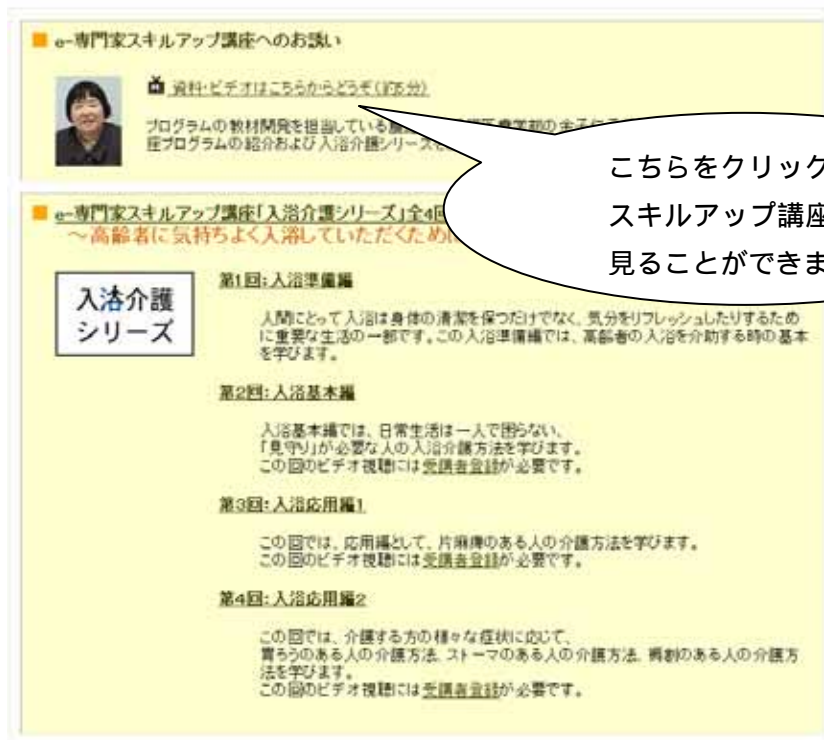 ■ e-専門家スキルアップ講座へのお誘い
資料・ビデオはこちらからどうぞ(約5分)
プログラムの教材開発を担当している
座プログラムの紹介および入浴介護シリーズ
こちらをクリック
スキルアップ講座
見ることができま
■ e-専門家スキルアップ講座「入浴介護シリーズ」全4回
～高齢者に気持ちよく入浴していただくため
入浴介護
シリーズ
第1回:入浴準備編
人間にとって入浴は身体の清潔を保つだけでなく、気分をリフレッシュしたりするため
に重要な生活の一部です。この入浴準備編では、高齢者の入浴を介助する時の基本
を学びます。
第2回:入浴基本編
入浴基本編では、日常生活は一人で困らない、
「見守り」が必要な人の入浴介護方法を学びます。
この回のビデオ視聴には受講者登録が必要です。
第3回:入浴応用編1
この回では、応用編として、片麻痺のある人の介護方法を学びます。
この回のビデオ視聴には受講者登録が必要です。
第4回:入浴応用編2
この回では、介護する方の様々な症状に応じて、
胃ろうのある人の介護方法、ストーマのある人の介護方法、褥創のある人の介護方
法を学びます。
この回のビデオ視聴には受講者登録が必要です。